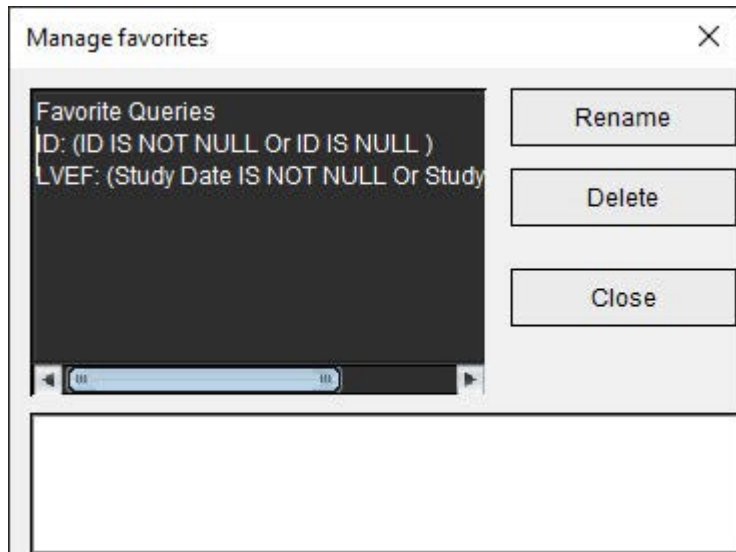 Manage favorites
Favorite Queries
ID: (ID IS NOT NULL Or ID IS NULL )
LVEF: (Study Date IS NOT NULL Or Study
Rename
Delete
Close